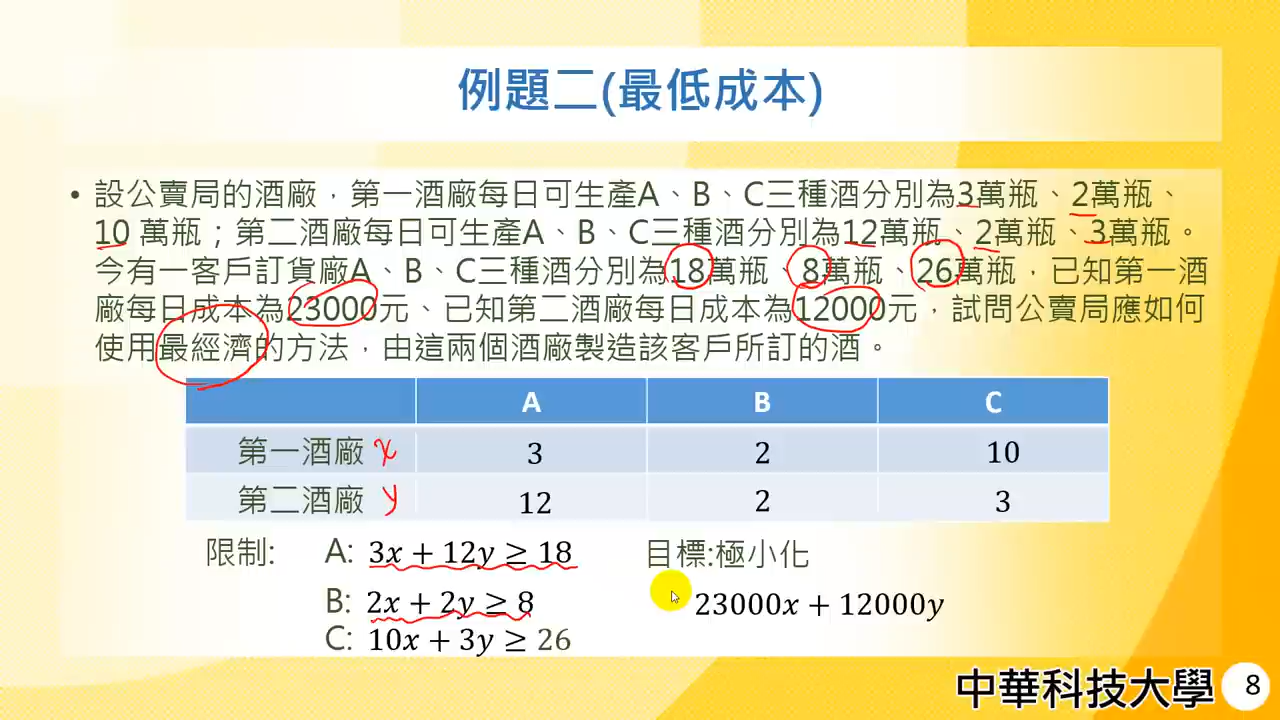 例題二(最低成本)
• 設公賣局的酒廠，第一酒廠每日可生產A、B、C三種酒分別為3萬瓶、2萬瓶、
10 萬瓶；第二酒廠每日可生產A、B、C三種酒分別為12萬瓶、2萬瓶、3萬瓶。
今有一客戶訂貨廠A、B、C三種酒分別為18萬瓶、8萬瓶、26萬瓶，已知第一酒
廠每日成本為23000元、已知第二酒廠每日成本為12000元，試問公賣局應如何
使用最經濟的方法，由這兩個酒廠製造該客戶所訂的酒。
A B C
第一酒廠 x 3 2 10
第二酒廠 y 12 2 3
限制: A: 3x + 12y ≥ 18 目標:極小化
B: 2x + 2y ≥ 8 23000x + 12000y
C: 10x + 3y ≥ 26
中華科技大學 8